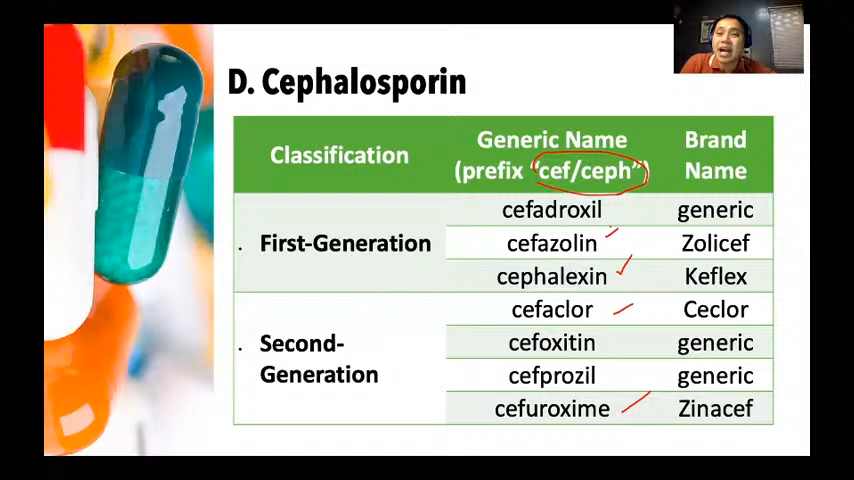 D. Cephalosporin
Classification
Generic Name
(prefix "cef/ceph")
Brand
Name
First-Generation
cefadroxil generic
cefazolin Zolicef
cephalexin Keflex
Second-
Generation
cefaclor Ceclor
cefoxitin generic
cefprozil generic
cefuroxime Zinacef